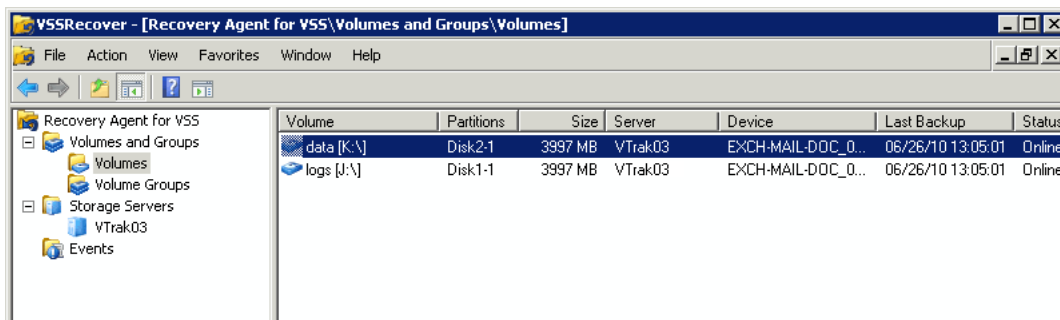 VSSRecover - [Recovery Agent for VSS\Volumes and Groups\Volumes]
File Action View Favorites Window Help
Recovery Agent for VSS
Volumes and Groups
Volumes
Volume Groups
Storage Servers
VTrak03
Events
Volume Partitions Size Server Device Last Backup Status
data [K:\] Disk2-1 3997 MB VTrak03 EXCH-MAIL-DOC_0... 06/26/10 13:05:01 Online
logs [J:\] Disk1-1 3997 MB VTrak03 EXCH-MAIL-DOC_0... 06/26/10 13:05:01 Online